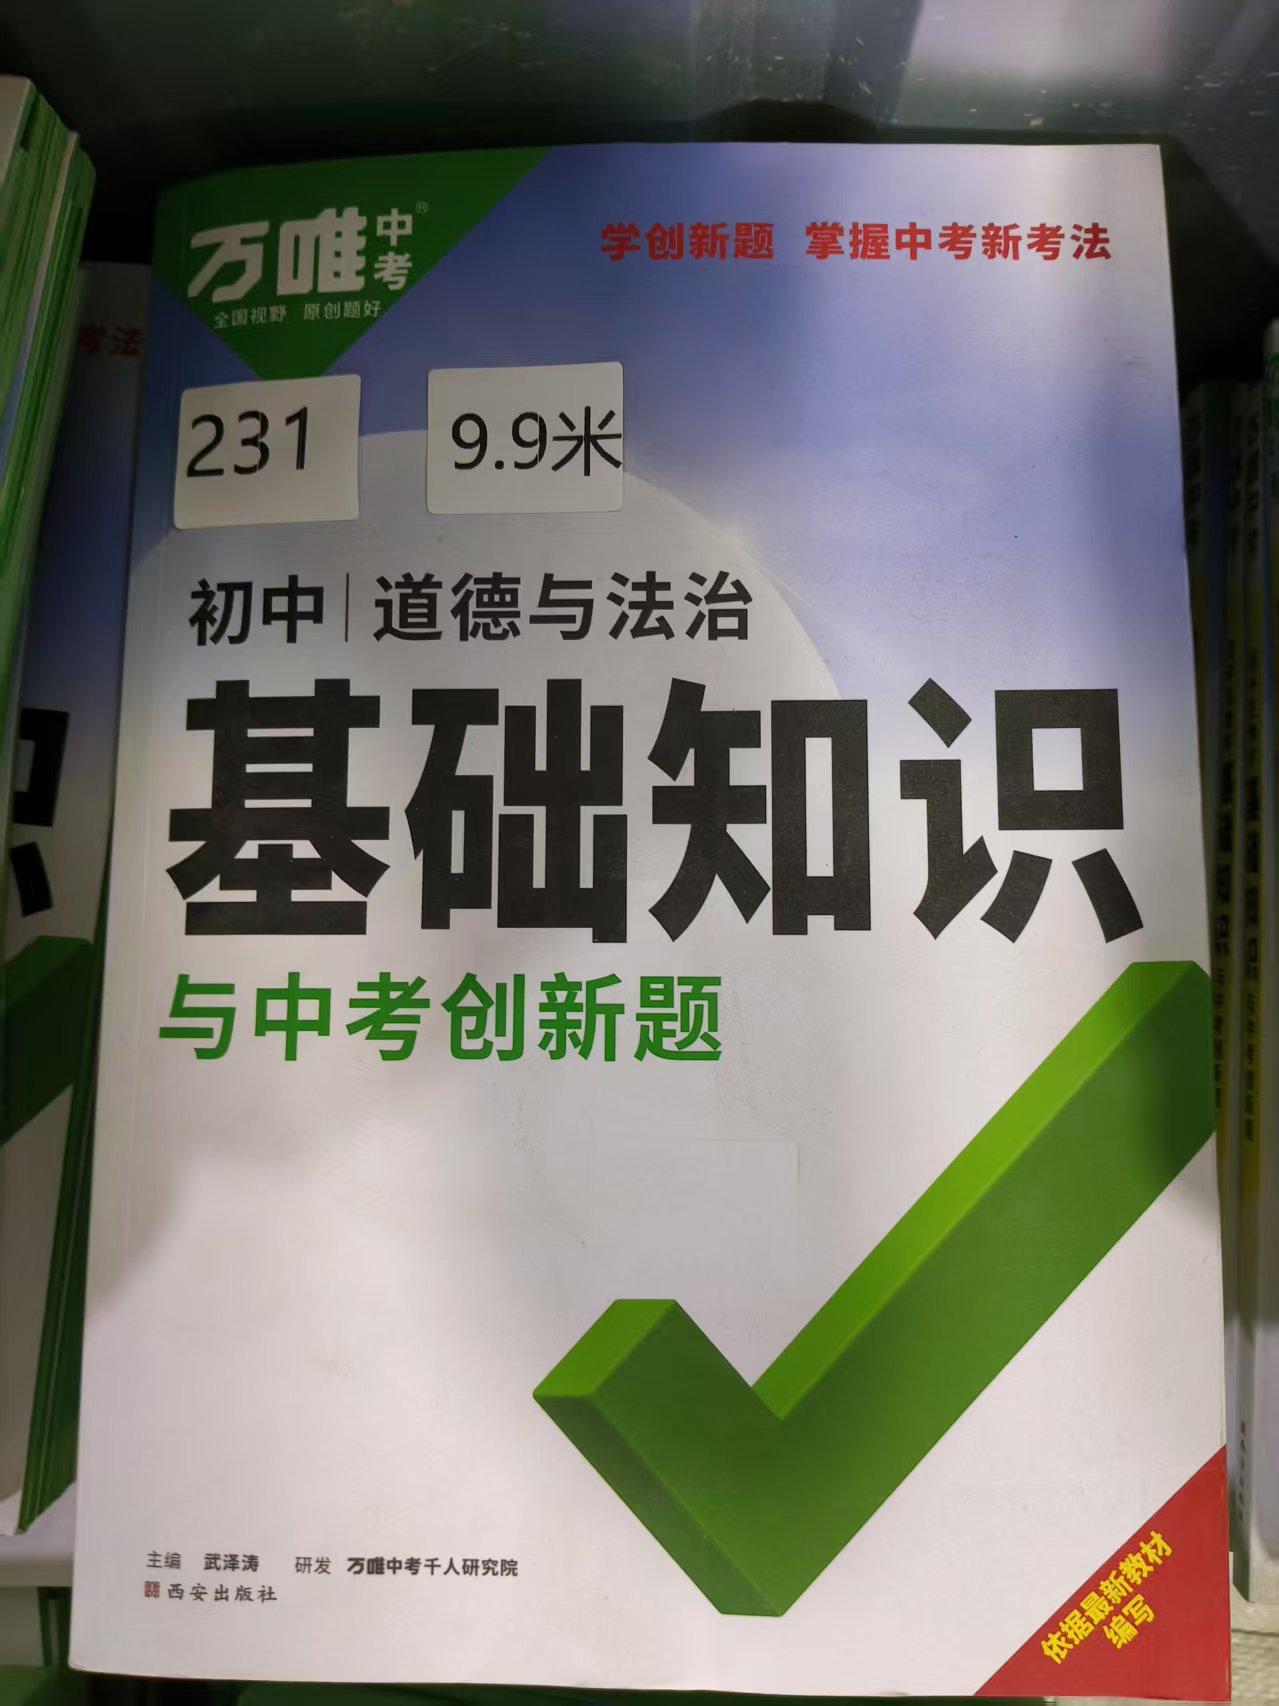 万唯中考®
全国视野 原创题好
学创新题 掌握中考新考法
231
9.9米
初中|道德与法治
基础知识
与中考创新题
主编 武泽涛 研发 万唯中考千人研究院
西安出版社
依据最新教材
编写
考法